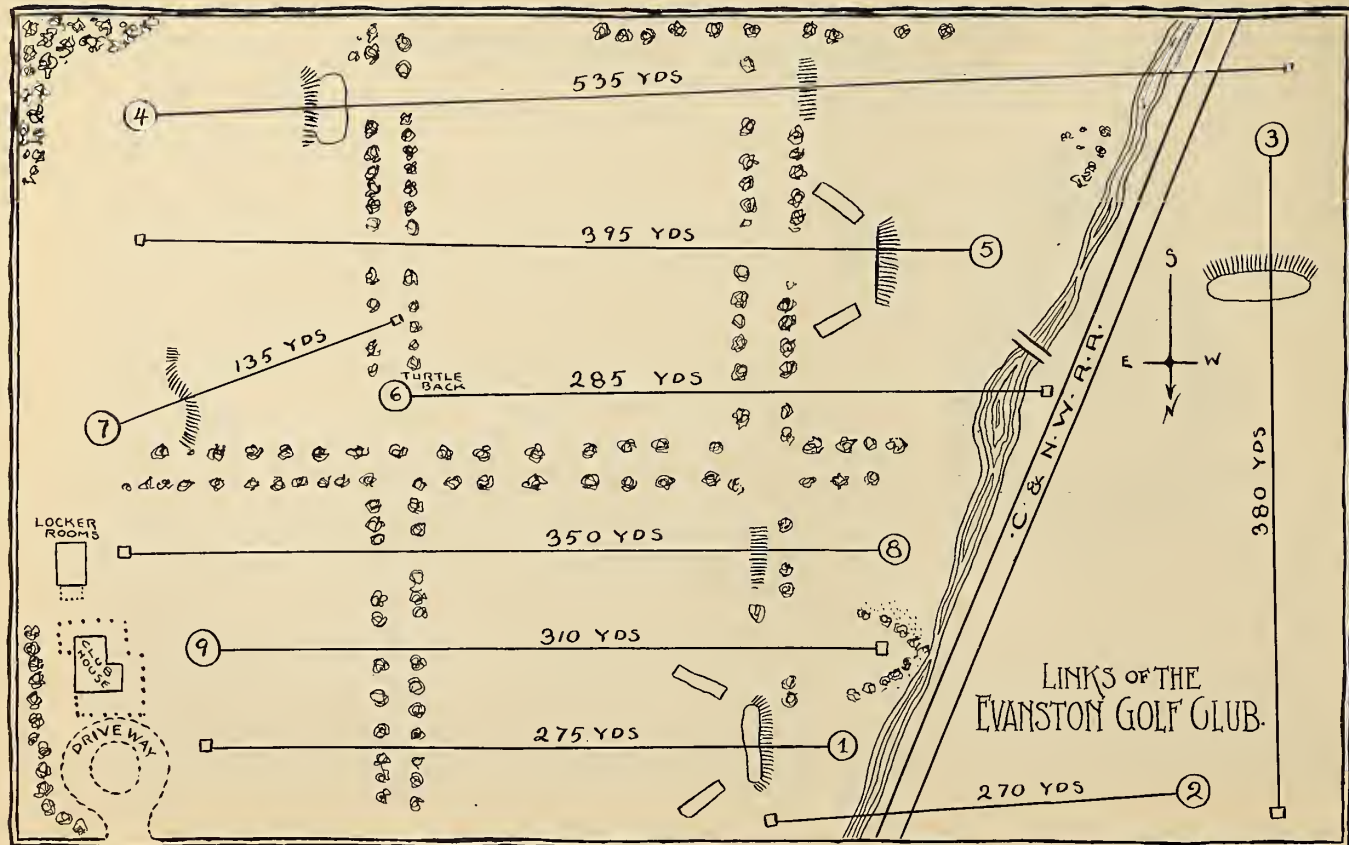 535 YDS
4
3
395 YDS
5
S
E W
N
135 YDS
TURTLE
BACK
285 YDS
6
7
C. & N. W. R. R.
380 YDS
LOCKER
ROOMS
350 YDS
8
CLUB
HOUSE
310 YDS
9
LINKS OF THE
EVANSTON GOLF CLUB.
DRIVE WAY
275 YDS
1
270 YDS
2